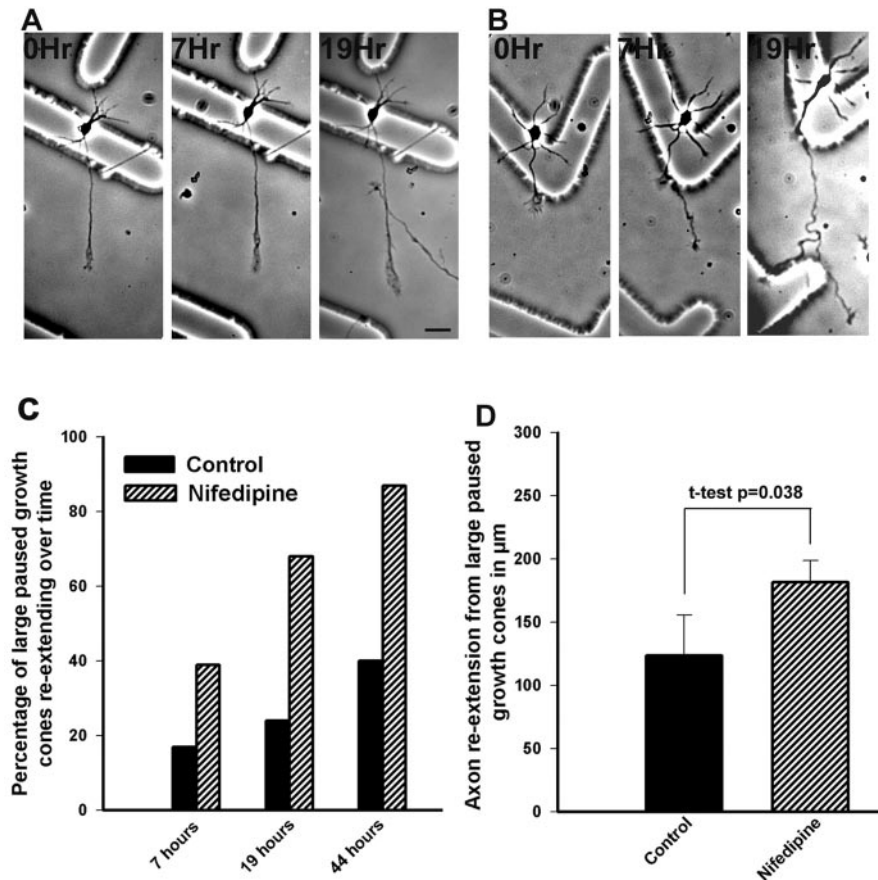 A
0Hr
7Hr
19Hr
B
0Hr
7Hr
19Hr
C
Percentage of large paused growth
cones re-extending over time
100
80
60
40
20
0
Control
Nifedipine
7 hours
19 hours
44 hours
D
Axon re-extension from large paused
growth cones in µm
300
250
200
150
100
50
0
t-test p=0.038
Control
Nifedipine